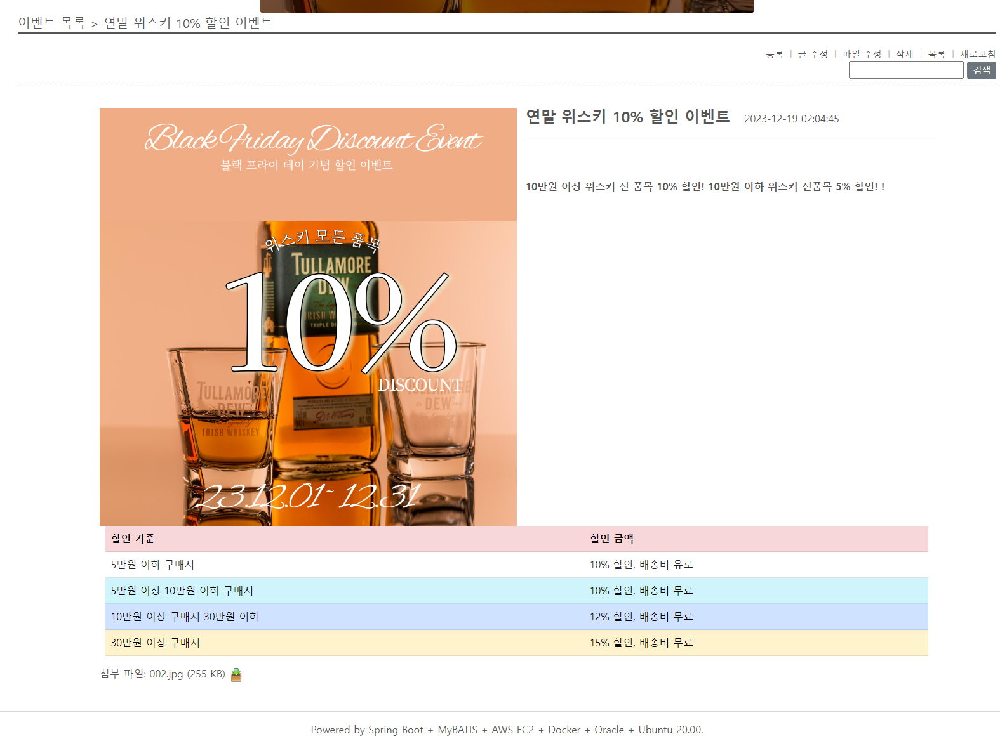 이벤트 목록 > 연말 위스키 10% 할인 이벤트
등록 | 글 수정 | 파일 수정 | 삭제 | 목록 | 새로고침
검색
Black Friday Discount Event
블랙 프라이 데이 기념 할인 이벤트
위스키 모든 품목
TULLAMORE
DEW
10%
IRISH
TRIPLE
DISCOUNT
TULLAMORE
DEW
The Legendary
IRISH WHISKEY
D.E.W.
23.12.01~ 12.31
연말 위스키 10% 할인 이벤트 2023-12-19 02:04:45
10만원 이상 위스키 전 품목 10% 할인! 10만원 이하 위스키 전품목 5% 할인! !
할인 기준 할인 금액
5만원 이하 구매시 10% 할인, 배송비 유로
5만원 이상 10만원 이하 구매시 10% 할인, 배송비 무료
10만원 이상 구매시 30만원 이하 12% 할인, 배송비 무료
30만원 이상 구매시 15% 할인, 배송비 무료
첨부 파일: 002.jpg (255 KB)
Powered by Spring Boot + MyBATIS + AWS EC2 + Docker + Oracle + Ubuntu 20.00.